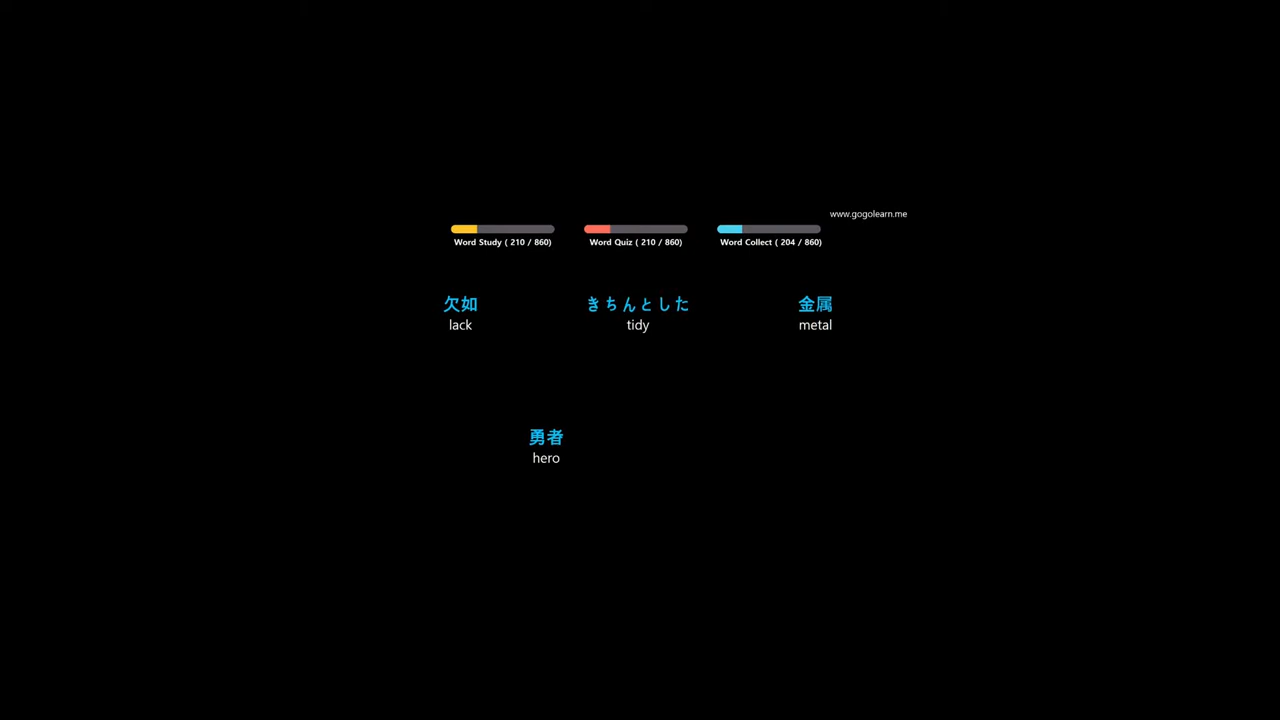 www.gogolearn.me
Word Study ( 210 / 860)
Word Quiz ( 210 / 860)
Word Collect ( 204 / 860)
欠如
lack
きちんとした
tidy
金属
metal
勇者
hero